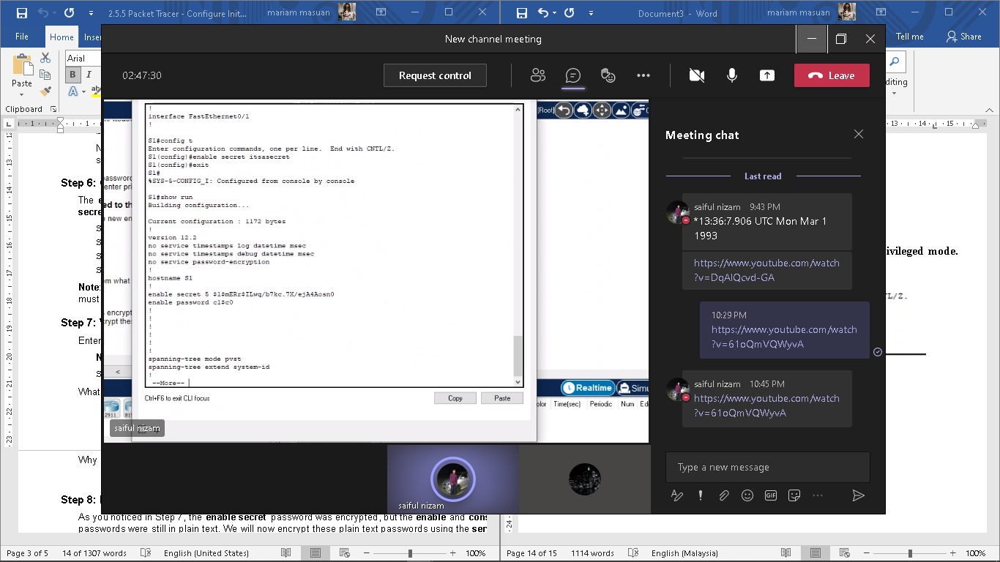 2.5.5 Packet Tracer - Configure Init... mariam masuan
Document3 - Word mariam masuan
File Home Inser
Tell me Share
Arial
Paste B I
Clipboard
diting
New channel meeting
02:47:30 Request control Leave
[Root]
!
interface FastEthernet0/1
!
S1#config t
Enter configuration commands, one per line. End with CNTL/Z.
S1(config)#enable secret itsasecret
S1(config)#exit
S1#
%SYS-5-CONFIG_I: Configured from console by console
S1#show run
Building configuration...
Current configuration : 1172 bytes
!
version 12.2
no service timestamps log datetime msec
no service timestamps debug datetime msec
no service password-encryption
!
hostname S1
!
enable secret 5 $1$mERr$ILwq/b7kc.7X/ejA4Aosn0
enable password c1$c0
!
!
!
!
!
!
spanning-tree mode pvst
spanning-tree extend system-id
!
--More--
Ctrl+F6 to exit CLI focus
Copy Paste
Realtime Simu
Time(sec) Periodic Num Ed
2911
saiful nizam
saiful nizam
Meeting chat
Last read
saiful nizam 9:43 PM
*13:36:7.906 UTC Mon Mar 1
1993
https://www.youtube.com/watch
?v=DqAlQcvd-GA
10:29 PM
https://www.youtube.com/watch
?v=61oQmVQWyvA
saiful nizam 10:45 PM
https://www.youtube.com/watch
?v=61oQmVQWyvA
Type a new message
GIF
Step 6:
The
secre
Note:
must
Step 7:
Enter
What
Why
Step 8:
As you noticed in Step 7, the enable secret password was encrypted, but the enable and cons
passwords were still in plain text. We will now encrypt these plain text passwords using the serv
ivileged mode.
L/Z.
Page 3 of 5 14 of 1307 words English (United States) 100%
Page 14 of 15 1114 words English (Malaysia) 100%